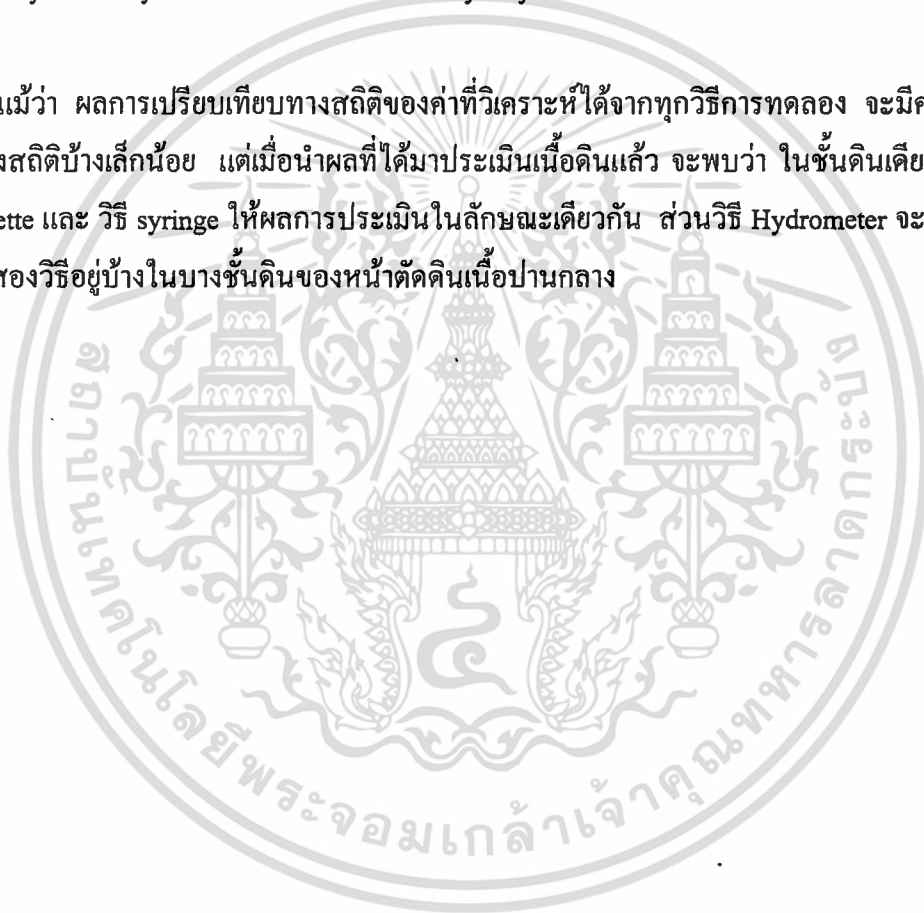 แม้ว่า ผลการเปรียบเทียบทางสถิติของค่าที่วิเคราะห์ได้จากทุกวิธีการทดลอง จะมีค
งสถิติบ้างเล็กน้อย แต่เมื่อนำผลที่ได้มาประเมินเนื้อดินแล้ว จะพบว่า ในชั้นดินเดีย
ette และ วิธี syringe ให้ผลการประเมินในลักษณะเดียวกัน ส่วนวิธี Hydrometer จะ
สองวิธีอยู่บ้างในบางชั้นดินของหน้าตัดดินเนื้อปานกลาง
สถาบันเทคโนโลยีพระจอมเกล้าเจ้าคุณทหารลาดกระบัง